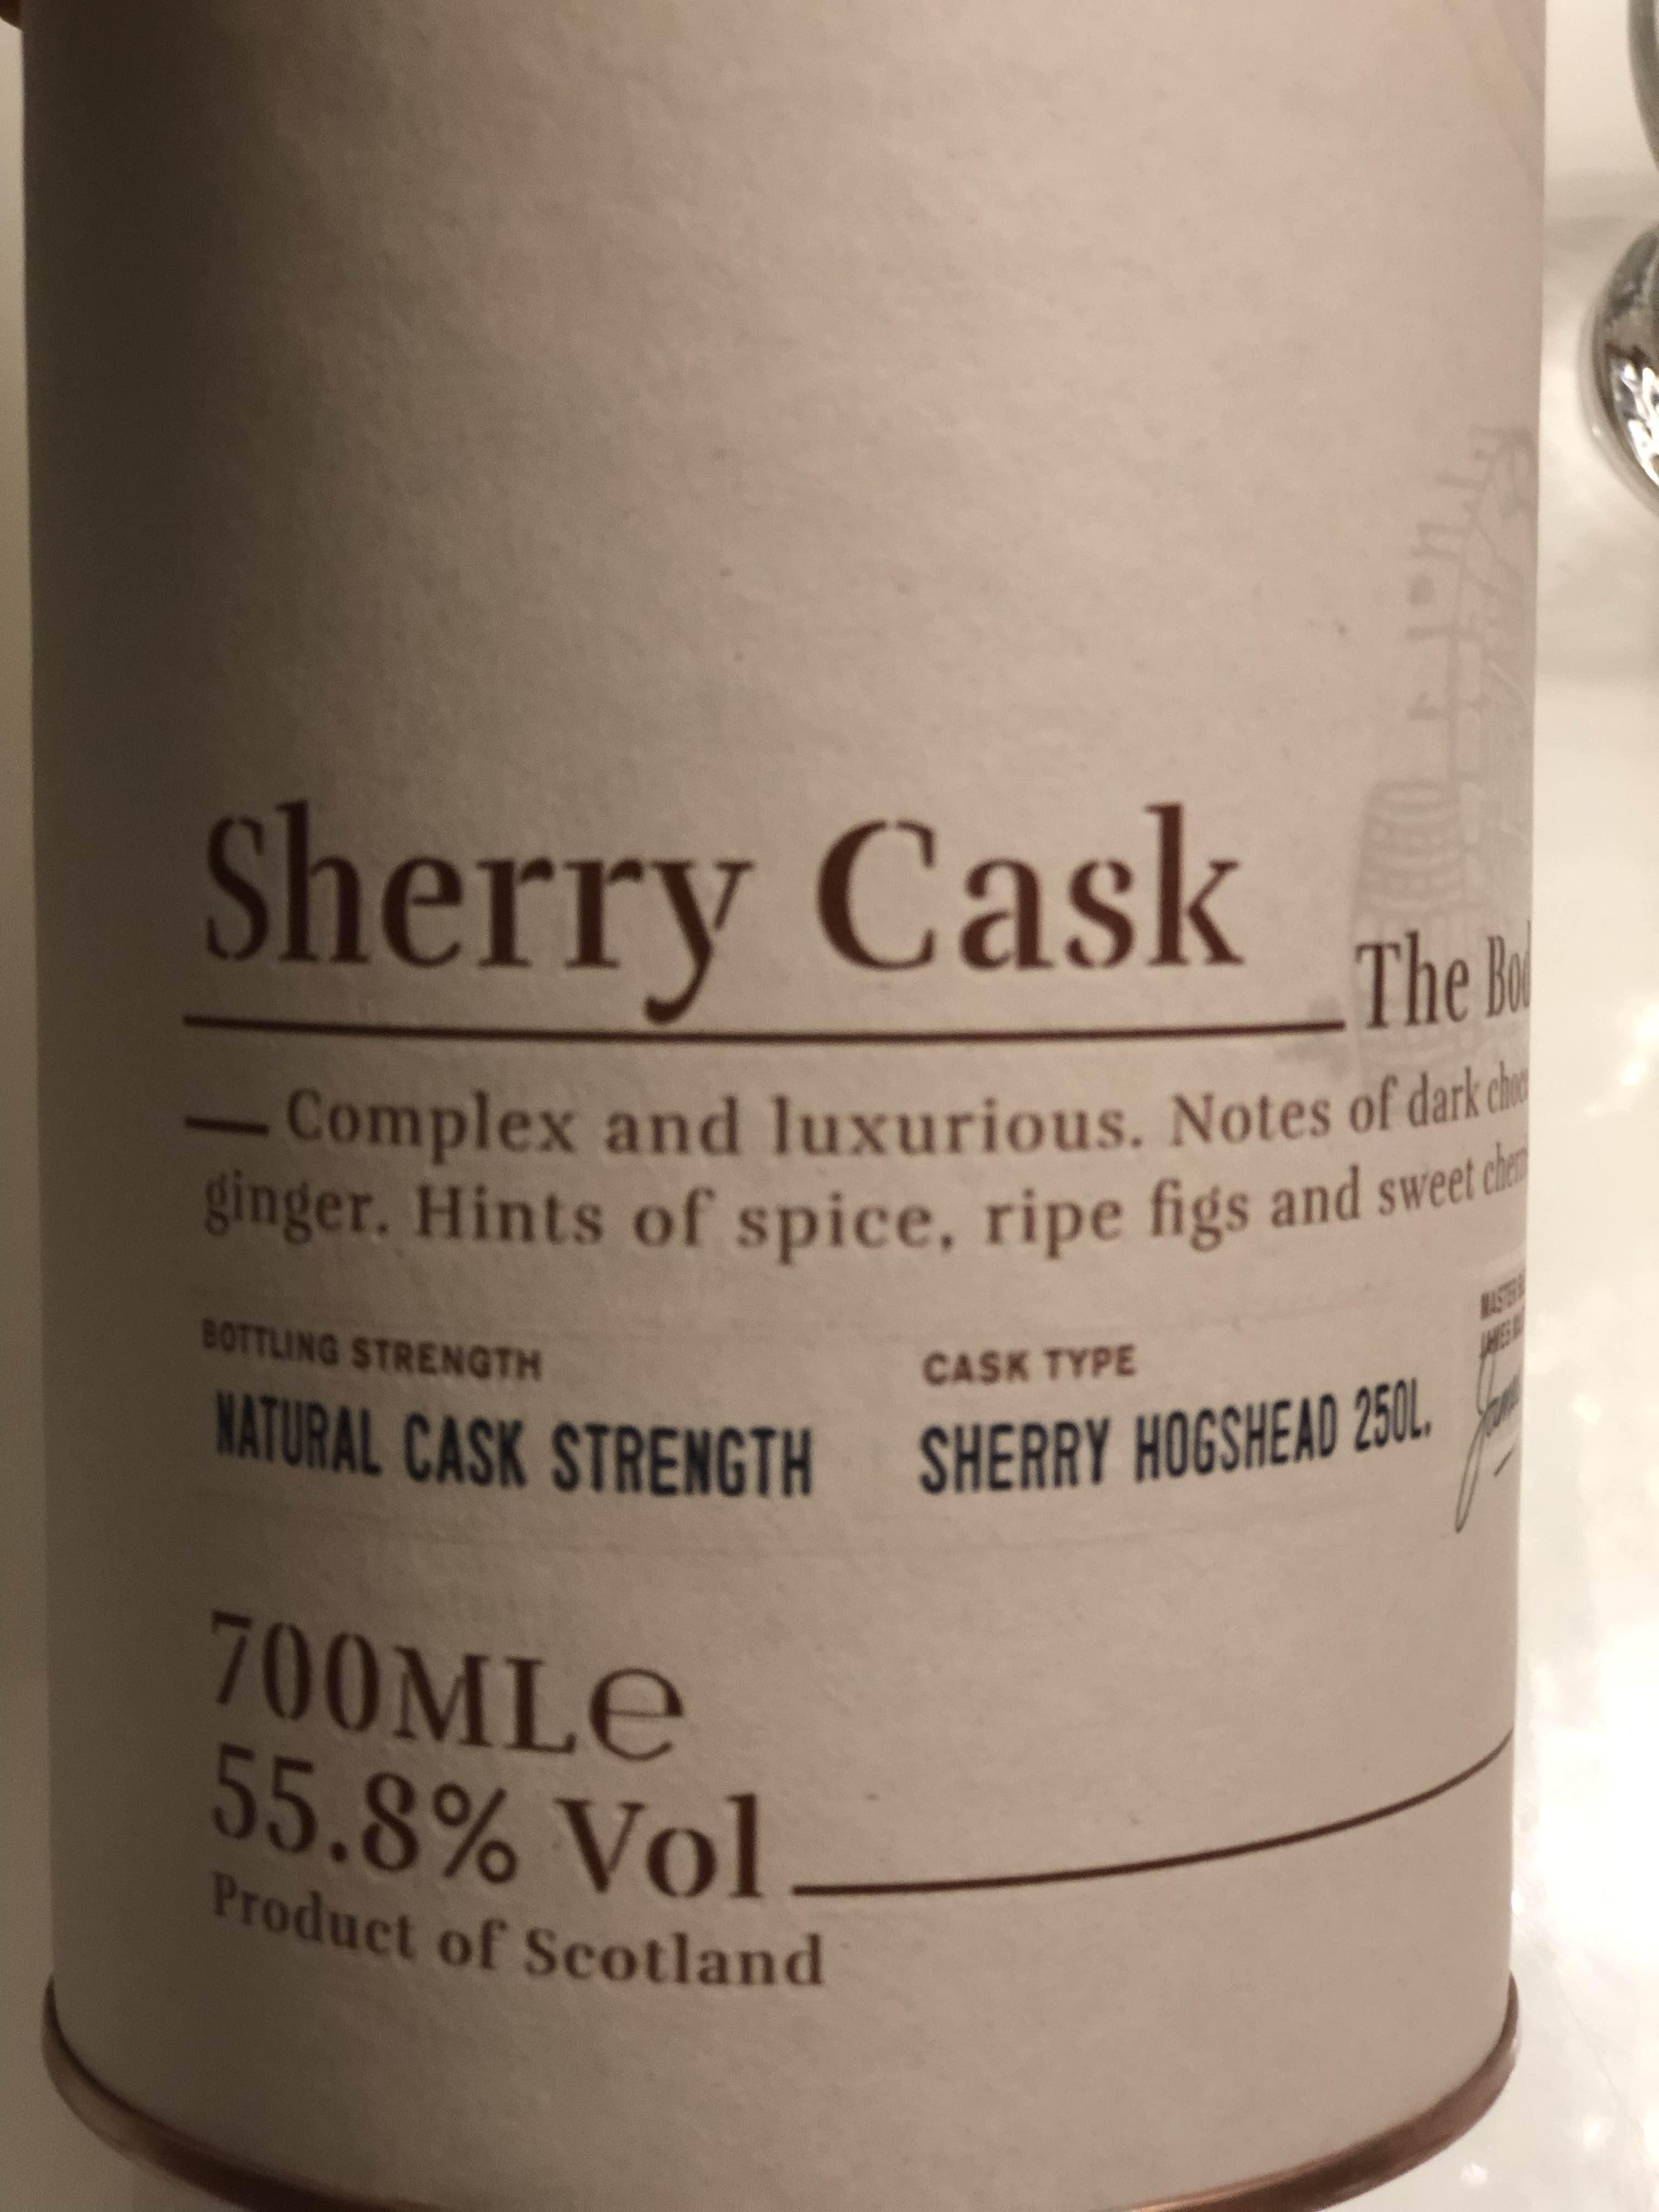 Sherry Cask
The
Complex and luxurious. Notes of dark
ginger. Hints of spice, ripe figs and sweet
BOTTLING STRENGTH
NATURAL CASK STRENGTH
CASK TYPE
SHERRY HOGSHEAD 250L.
MASTER
700ML℮
55.8% Vol
Product of Scotland